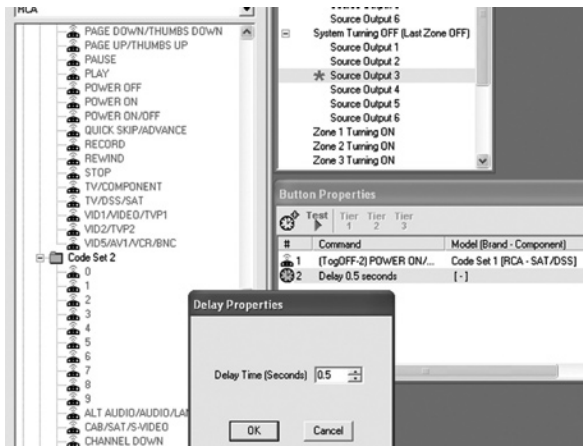 RCA
PAGE DOWN/THUMBS DOWN
PAGE UP/THUMBS UP
PAUSE
PLAY
POWER OFF
POWER ON
POWER ON/OFF
QUICK SKIP/ADVANCE
RECORD
REWIND
STOP
TV/COMPONENT
TV/DSS/SAT
VID1/VIDEO/TVP1
VID2/TVP2
VID5/AV1/VCR/BNC
Code Set 2
0
1
2
3
4
5
6
7
8
9
ALT AUDIO/AUDIO/LAN
CAB/SAT/S-VIDEO
CHANNEL DOWN
Source Output 6
System Turning OFF (Last Zone OFF)
Source Output 1
Source Output 2
Source Output 3
Source Output 4
Source Output 5
Source Output 6
Zone 1 Turning ON
Zone 2 Turning ON
Zone 3 Turning ON
Button Properties
Test Tier 1 Tier 2 Tier 3
# Command Model (Brand - Component)
1 (TogOFF-2) POWER ON/... Code Set 1 [RCA - SAT/DSS]
2 Delay 0.5 seconds [ - ]
Delay Properties
Delay Time (Seconds) 0.5
OK Cancel